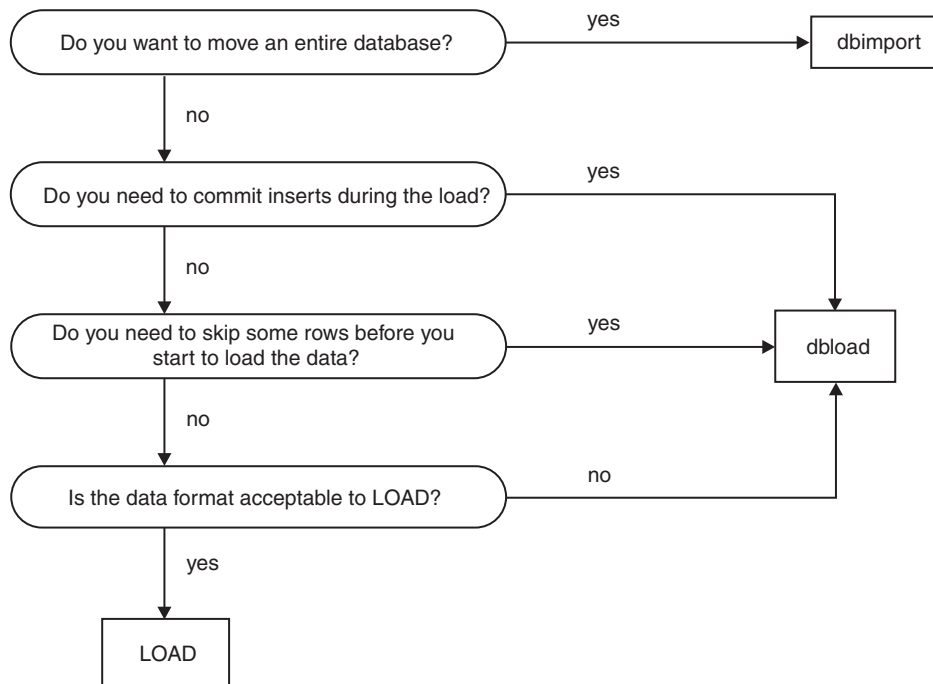 Do you want to move an entire database?
yes
dbimport
no
Do you need to commit inserts during the load?
yes
no
Do you need to skip some rows before you
start to load the data?
yes
dbload
no
Is the data format acceptable to LOAD?
no
yes
LOAD